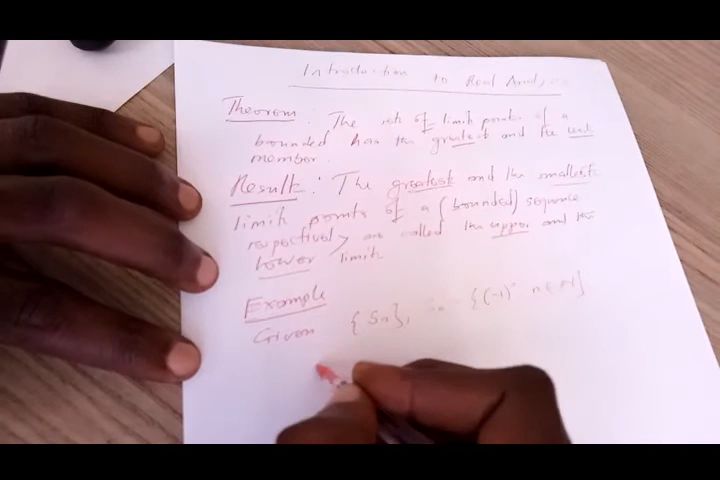 Introduction to Real Analysis
Theorem : The set of limit points of a
bounded has the greatest and the least
member.
Result : The greatest and the smallest
limit points of a (bounded) sequence
respectively are called the upper and the
lower limit
Example
Given {Sn}, = {(-1)ⁿ n ∈ N}